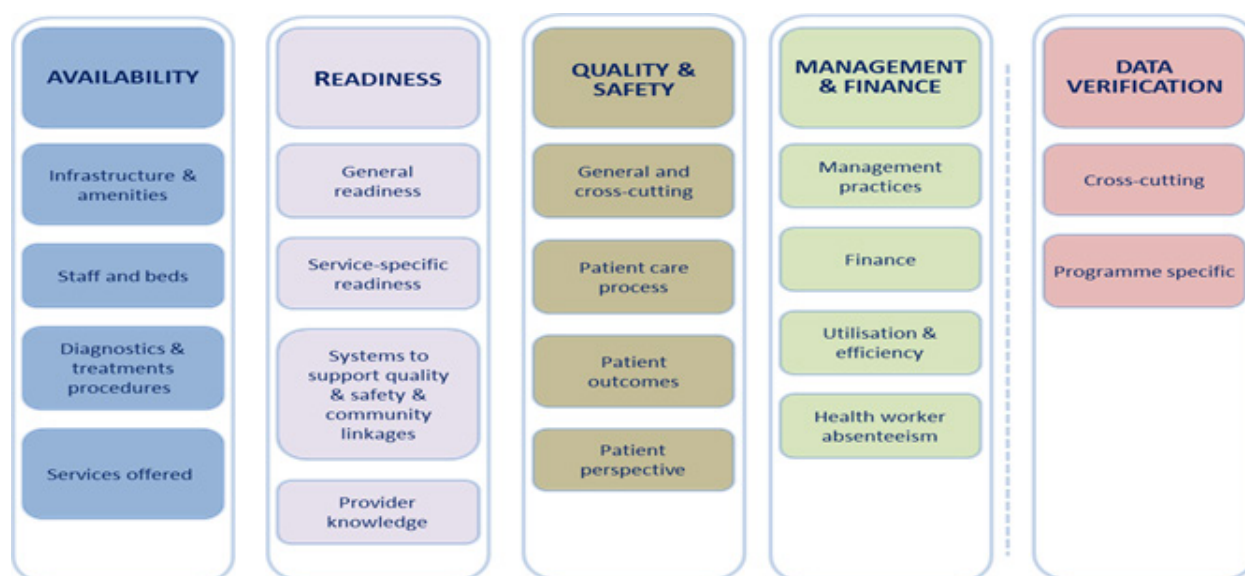 AVAILABILITY
Infrastructure &
amenities
Staff and beds
Diagnostics &
treatments
procedures
Services offered
READINESS
General
readiness
Service-specific
readiness
Systems to
support quality
& safety &
community
linkages
Provider
knowledge
QUALITY &
SAFETY
General and
cross-cutting
Patient care
process
Patient
outcomes
Patient
perspective
MANAGEMENT
& FINANCE
Management
practices
Finance
Utilisation &
efficiency
Health worker
absenteeism
DATA
VERIFICATION
Cross-cutting
Programme specific